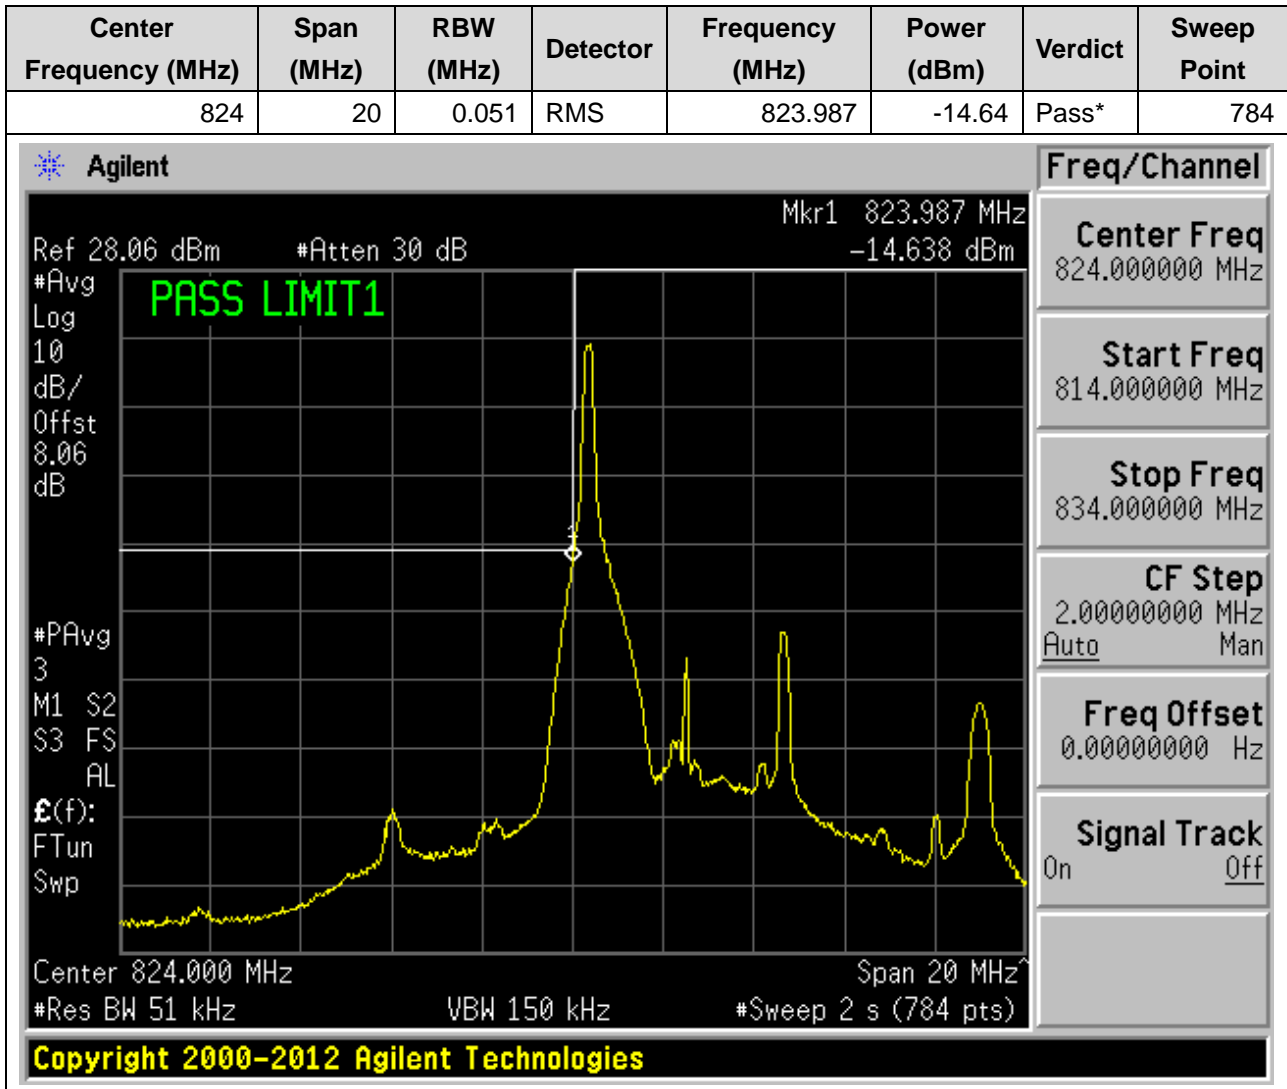 Center Frequency (MHz) Span (MHz) RBW (MHz) Detector Frequency (MHz) Power (dBm) Verdict Sweep Point
824 20 0.051 RMS 823.987 -14.64 Pass* 784
Agilent
Freq/Channel
Mkr1 823.987 MHz
Ref 28.06 dBm #Atten 30 dB -14.638 dBm
#Avg
Log
10
dB/
Offst
8.06
dB
PASS LIMIT1
1
#PAvg
3
M1 S2
S3 FS
AL
£(f):
FTun
Swp
Center 824.000 MHz Span 20 MHz^
#Res BW 51 kHz VBW 150 kHz #Sweep 2 s (784 pts)
Center Freq
824.000000 MHz
Start Freq
814.000000 MHz
Stop Freq
834.000000 MHz
CF Step
2.00000000 MHz
Auto Man
Freq Offset
0.00000000 Hz
Signal Track
On Off
Copyright 2000-2012 Agilent Technologies